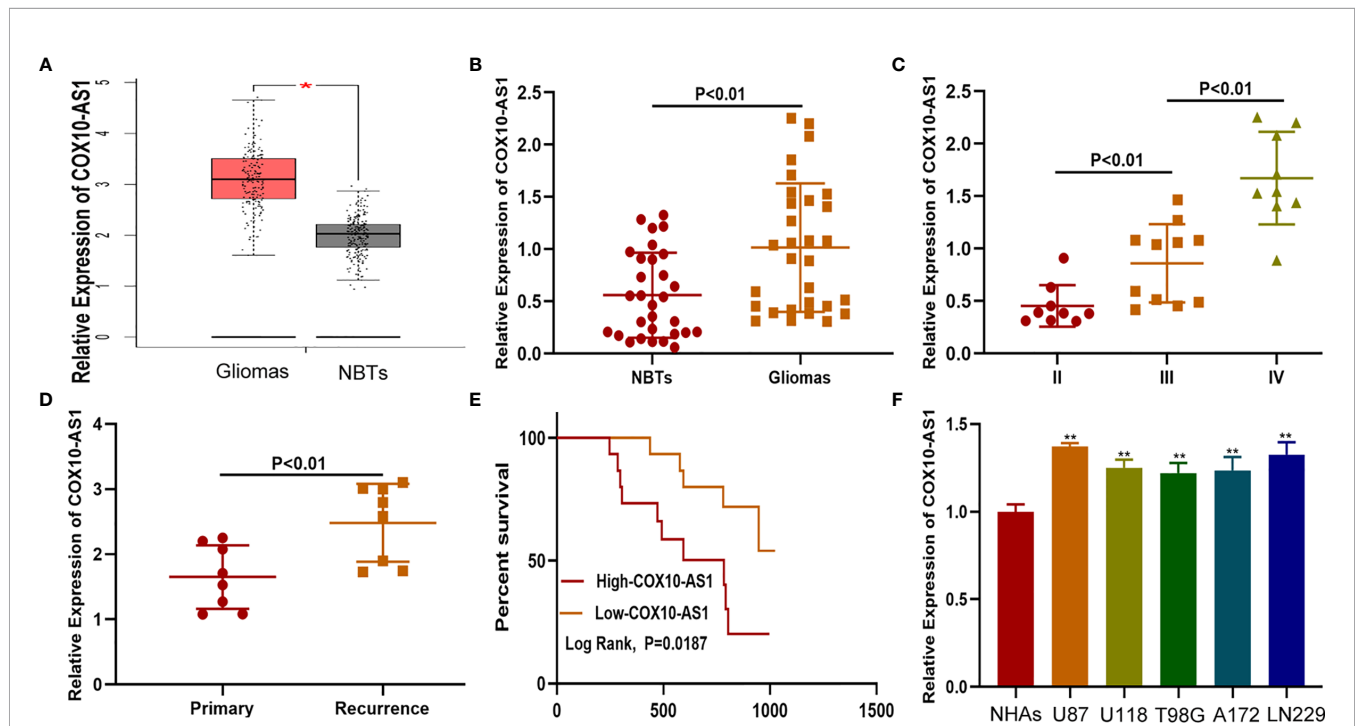 A
Relative Expression of COX10-AS1
5
4
3
2
1
0
*
Gliomas NBTs
B
Relative Expression of COX10-AS1
2.5
2.0
1.5
1.0
0.5
0.0
P<0.01
NBTs Gliomas
C
Relative Expression of COX10-AS1
2.5
2.0
1.5
1.0
0.5
0.0
P<0.01
P<0.01
II III IV
D
Relative Expression of COX10-AS1
4
3
2
1
0
P<0.01
Primary Recurrence
E
Percent survival
100
50
0
High-COX10-AS1
Low-COX10-AS1
Log Rank, P=0.0187
0 500 1000 1500
F
Relative Expression of COX10-AS1
1.5
1.0
0.5
0.0
** ** ** ** **
NHAs U87 U118 T98G A172 LN229